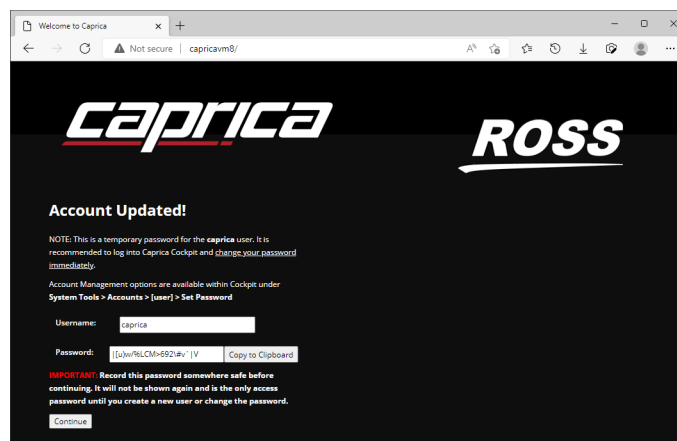 Welcome to Caprica
Not secure | capricavm8/
caprica
ROSS
Account Updated!
NOTE: This is a temporary password for the caprica user. It is
recommended to log into Caprica Cockpit and change your password
immediately.
Account Management options are available within Cockpit under
System Tools > Accounts > [user] > Set Password
Username:
caprica
Password:
|[u)w/%LCM>692\#v`|V
Copy to Clipboard
IMPORTANT: Record this password somewhere safe before
continuing. It will not be shown again and is the only access
password until you create a new user or change the password.
Continue